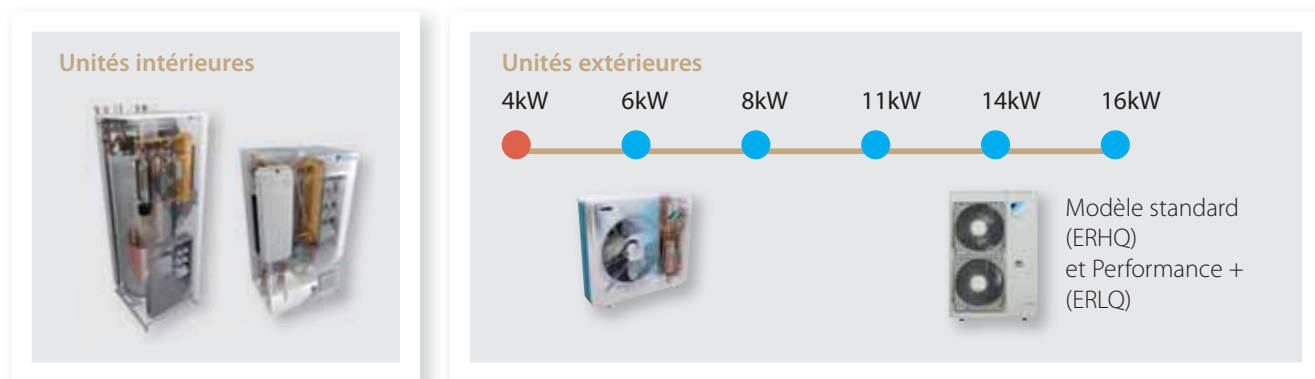 Unités intérieures
Unités extérieures
4kW 6kW 8kW 11kW 14kW 16kW
Modèle standard
(ERHQ)
et Performance +
(ERLQ)